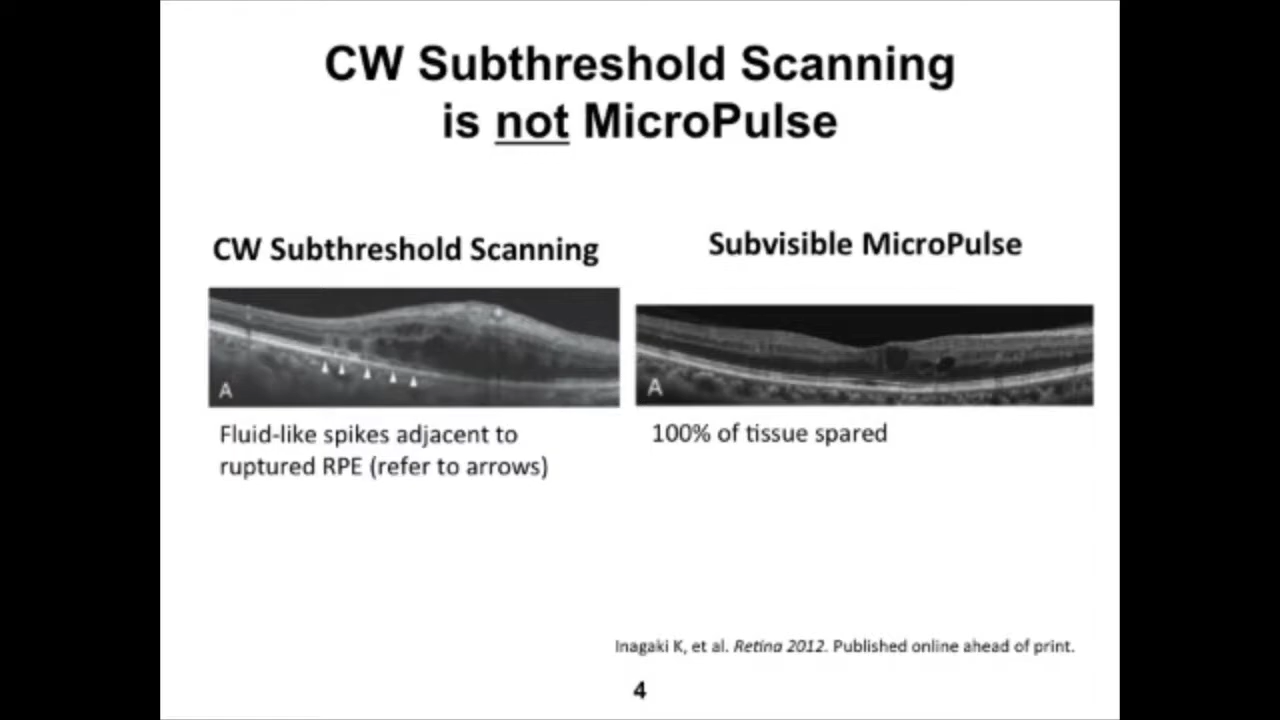 CW Subthreshold Scanning
is not MicroPulse
CW Subthreshold Scanning
Subvisible MicroPulse
A
A
Fluid-like spikes adjacent to
ruptured RPE (refer to arrows)
100% of tissue spared
Inagaki K, et al. Retina 2012. Published online ahead of print.
4